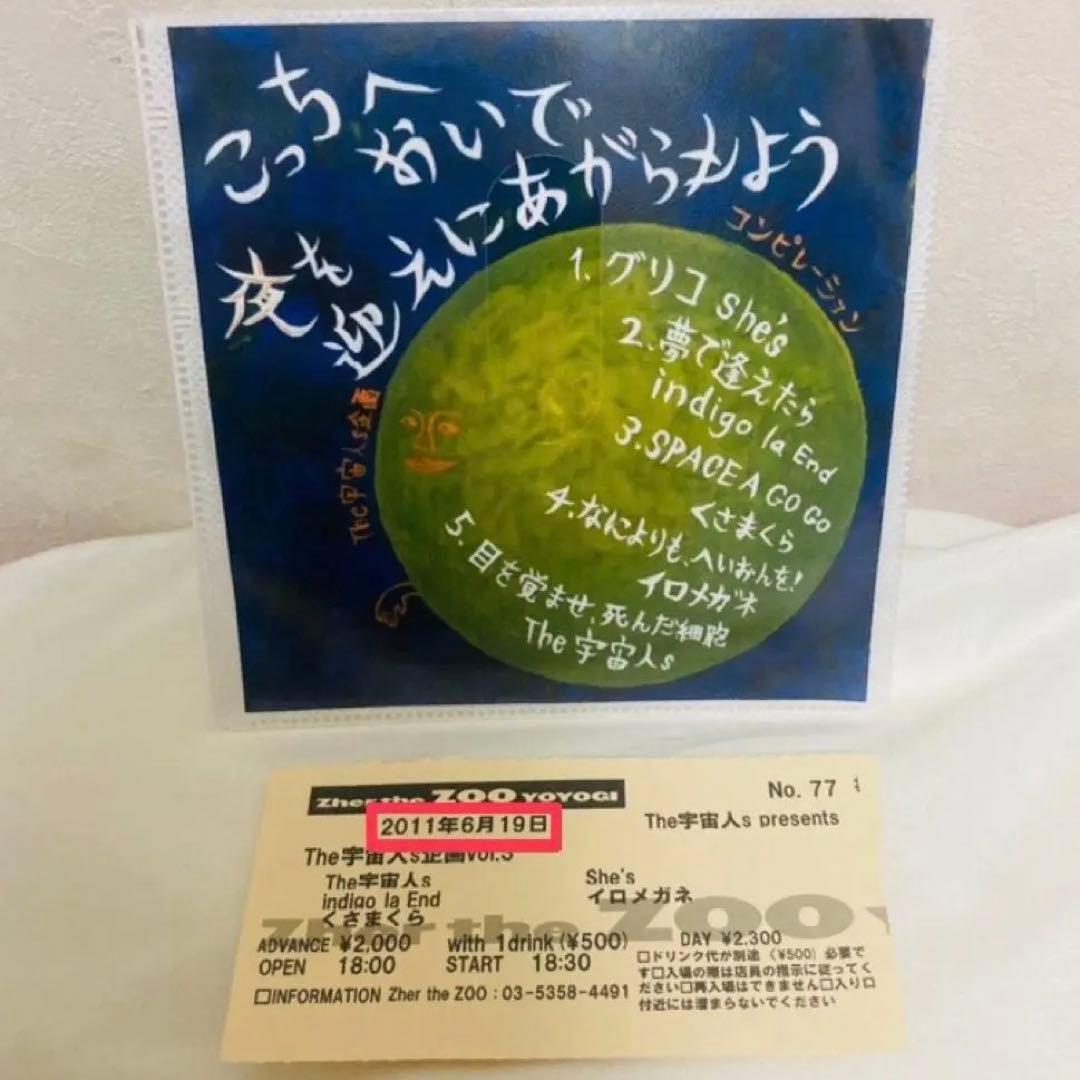 こっちへおいで
夜を迎えにあがらもよう
コンピレーション
The宇宙人s企画
1. グリコ She's
2. 夢で逢えたら
indigo la End
3. SPACE A GO GO
くさまくら
4. なによりも、へいおんを!
イロメガネ
5. 目を覚ませ、死んだ細胞
The 宇宙人s
Zher the ZOO YOYOGI
No. 77
2011年6月19日
The宇宙人s presents
The宇宙人s企画vol.3
The宇宙人s
She's
indigo la End
イロメガネ
くさまくら
Zher the ZOO Y
ADVANCE ¥2,000 with 1drink (¥500) DAY ¥2,300
OPEN 18:00 START 18:30
□INFORMATION Zher the ZOO : 03-5358-4491
□ドリンク代が別途 (¥500) 必要で
す□入場の際は店員の指示に従ってく
ださい□再入場はできません□入り口
付近には溜まらないでください